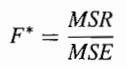 F* = MSR / MSE